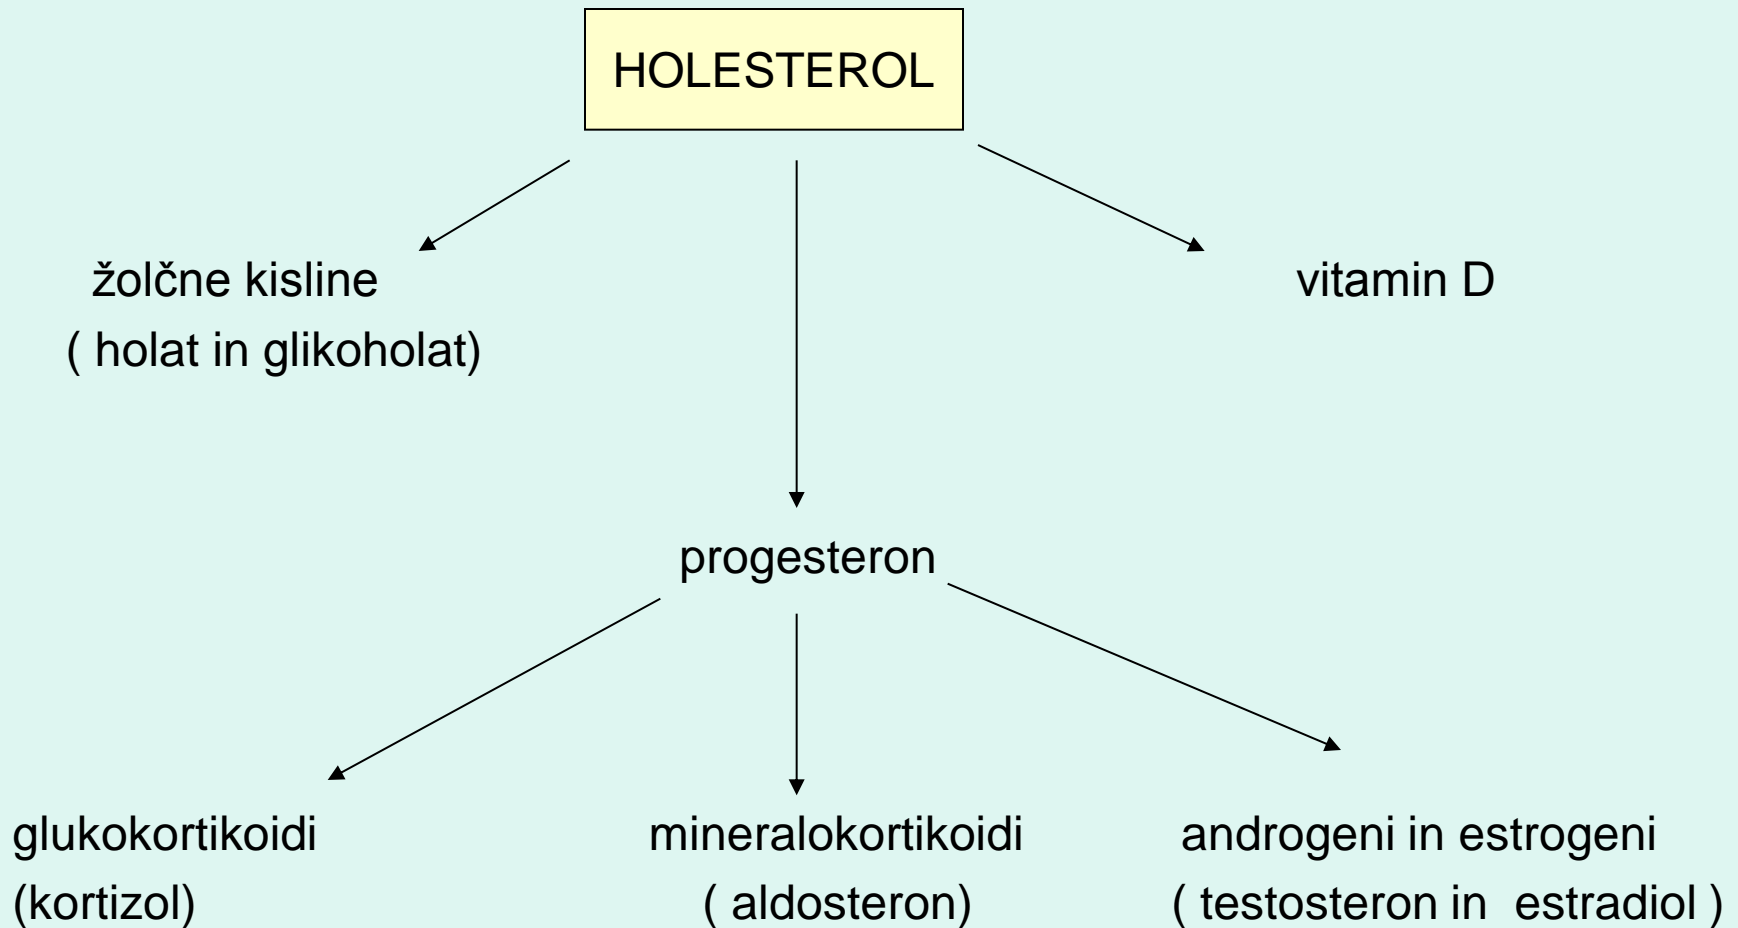 HOLESTEROL
žolčne kisline
( holat in glikoholat)
vitamin D
progesteron
glukokortikoidi
(kortizol)
mineralokortikoidi
( aldosteron)
androgeni in estrogeni
( testosteron in estradiol )